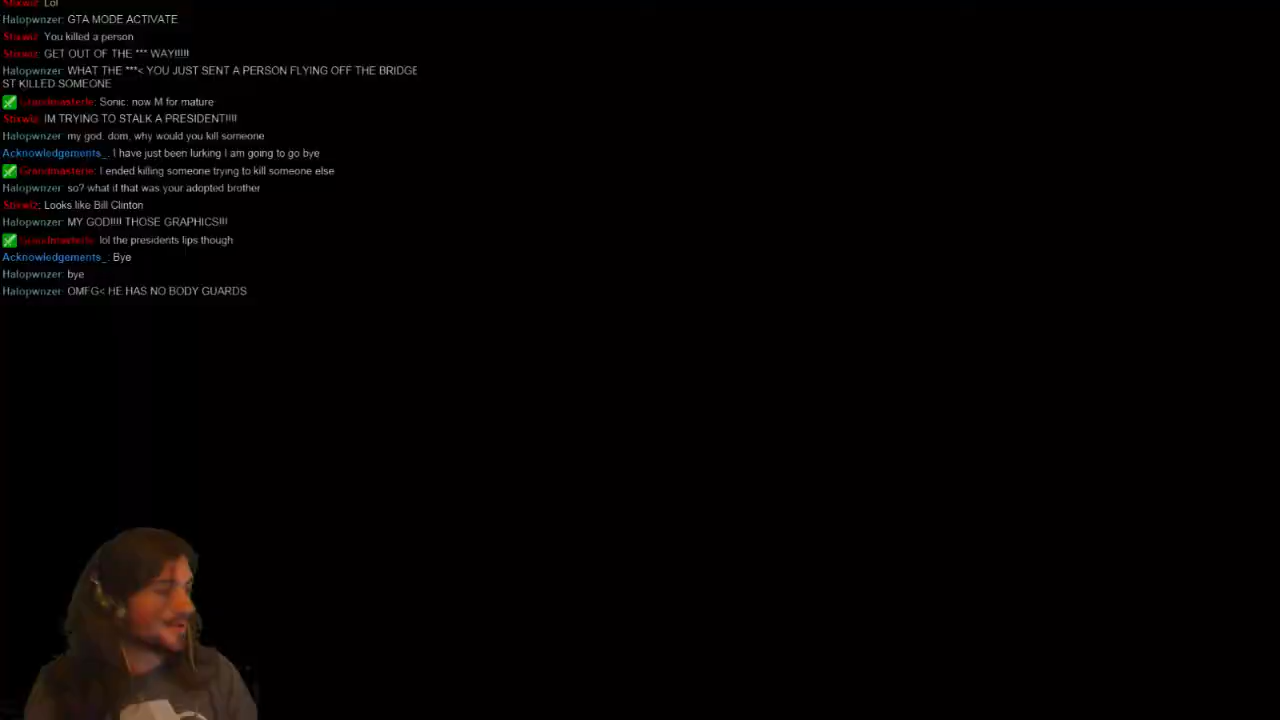 Stixwiz: Lol
Halopwnzer: GTA MODE ACTIVATE
Stixwiz: You killed a person
Stixwiz: GET OUT OF THE *** WAY!!!!!
Halopwnzer: WHAT THE ***< YOU JUST SENT A PERSON FLYING OFF THE BRIDGE
ST KILLED SOMEONE
Grandmasterle: Sonic: now M for mature
Stixwiz: IM TRYING TO STALK A PRESIDENT!!!!
Halopwnzer: my god. dom, why would you kill someone
Acknowledgements_: I have just been lurking I am going to go bye
Grandmasterle: I ended killing someone trying to kill someone else
Halopwnzer: so? what if that was your adopted brother
Stixwiz: Looks like Bill Clinton
Halopwnzer: MY GOD!!!! THOSE GRAPHICS!!!
Grandmasterle: lol the presidents lips though
Acknowledgements_: Bye
Halopwnzer: bye
Halopwnzer: OMFG< HE HAS NO BODY GUARDS